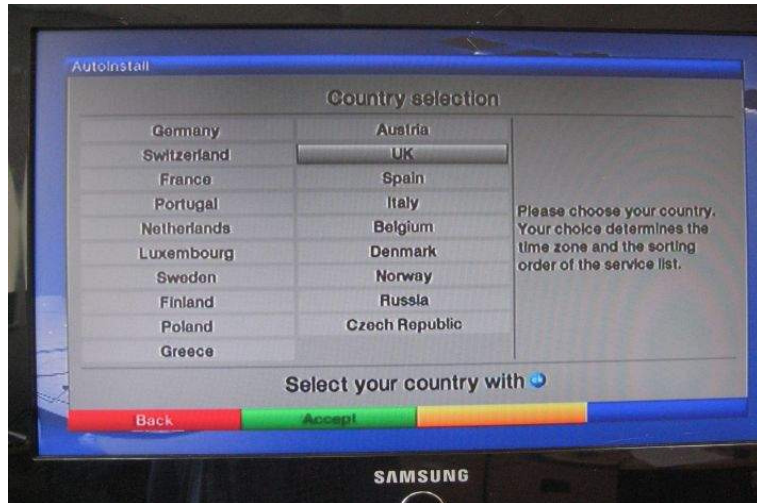 AutoInstall
Country selection
Germany Austria
Switzerland UK
France Spain
Portugal Italy
Netherlands Belgium
Luxembourg Denmark
Sweden Norway
Finland Russia
Poland Czech Republic
Greece
Please choose your country.
Your choice determines the
time zone and the sorting
order of the service list.
Select your country with
Back Accept
SAMSUNG